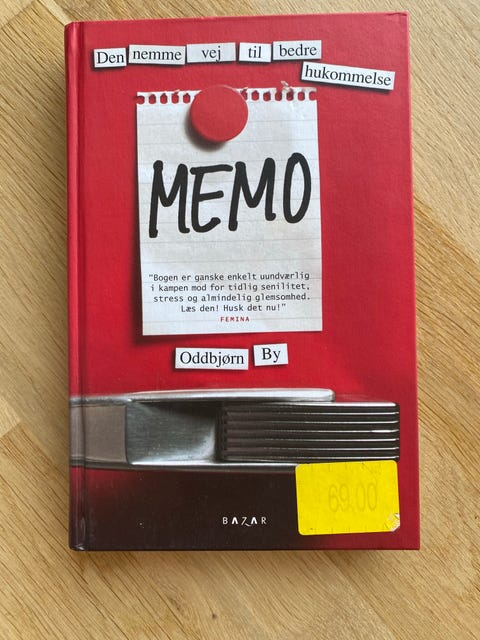 Den nemme vej til bedre
hukommelse
MEMO
"Bogen er ganske enkelt uundværlig
i kampen mod for tidlig senilitet,
stress og almindelig glemsomhed.
Læs den! Husk det nu!"
FEMINA
Oddbjørn By
BAZAR
69,00